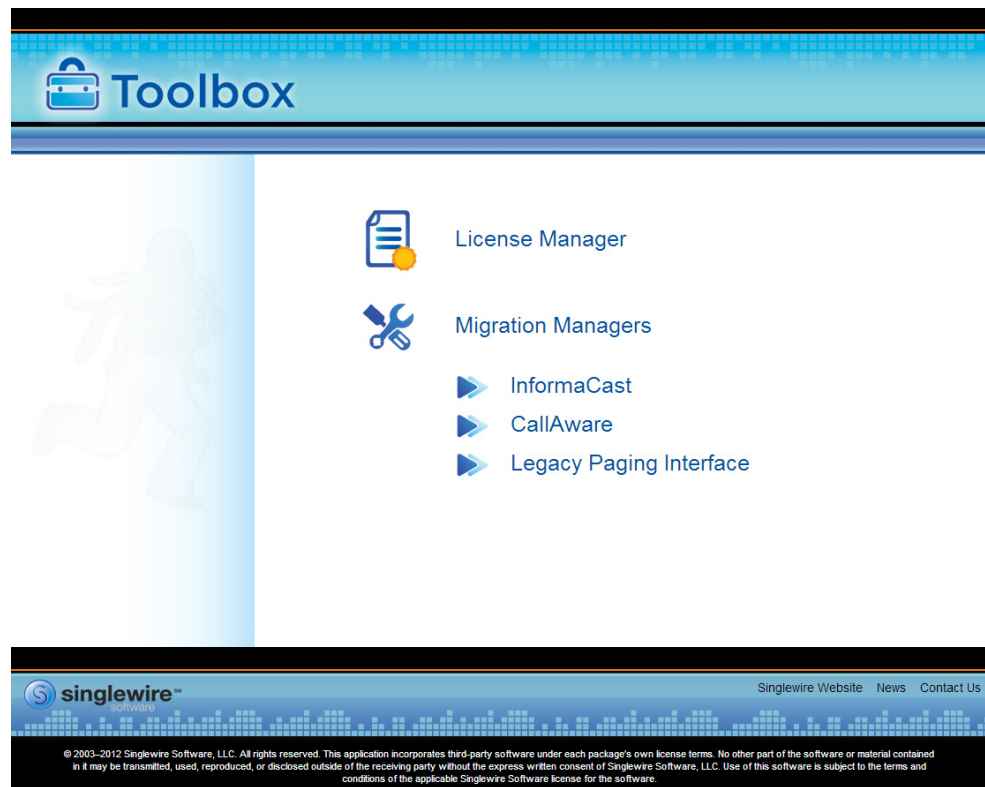 Toolbox
License Manager
Migration Managers
InformaCast
CallAware
Legacy Paging Interface
S singlewire℠
software
Singlewire Website News Contact Us
© 2003–2012 Singlewire Software, LLC. All rights reserved. This application incorporates third-party software under each package's own license terms. No other part of the software or material contained
in it may be transmitted, used, reproduced, or disclosed outside of the receiving party without the express written consent of Singlewire Software, LLC. Use of this software is subject to the terms and
conditions of the applicable Singlewire Software license for the software.